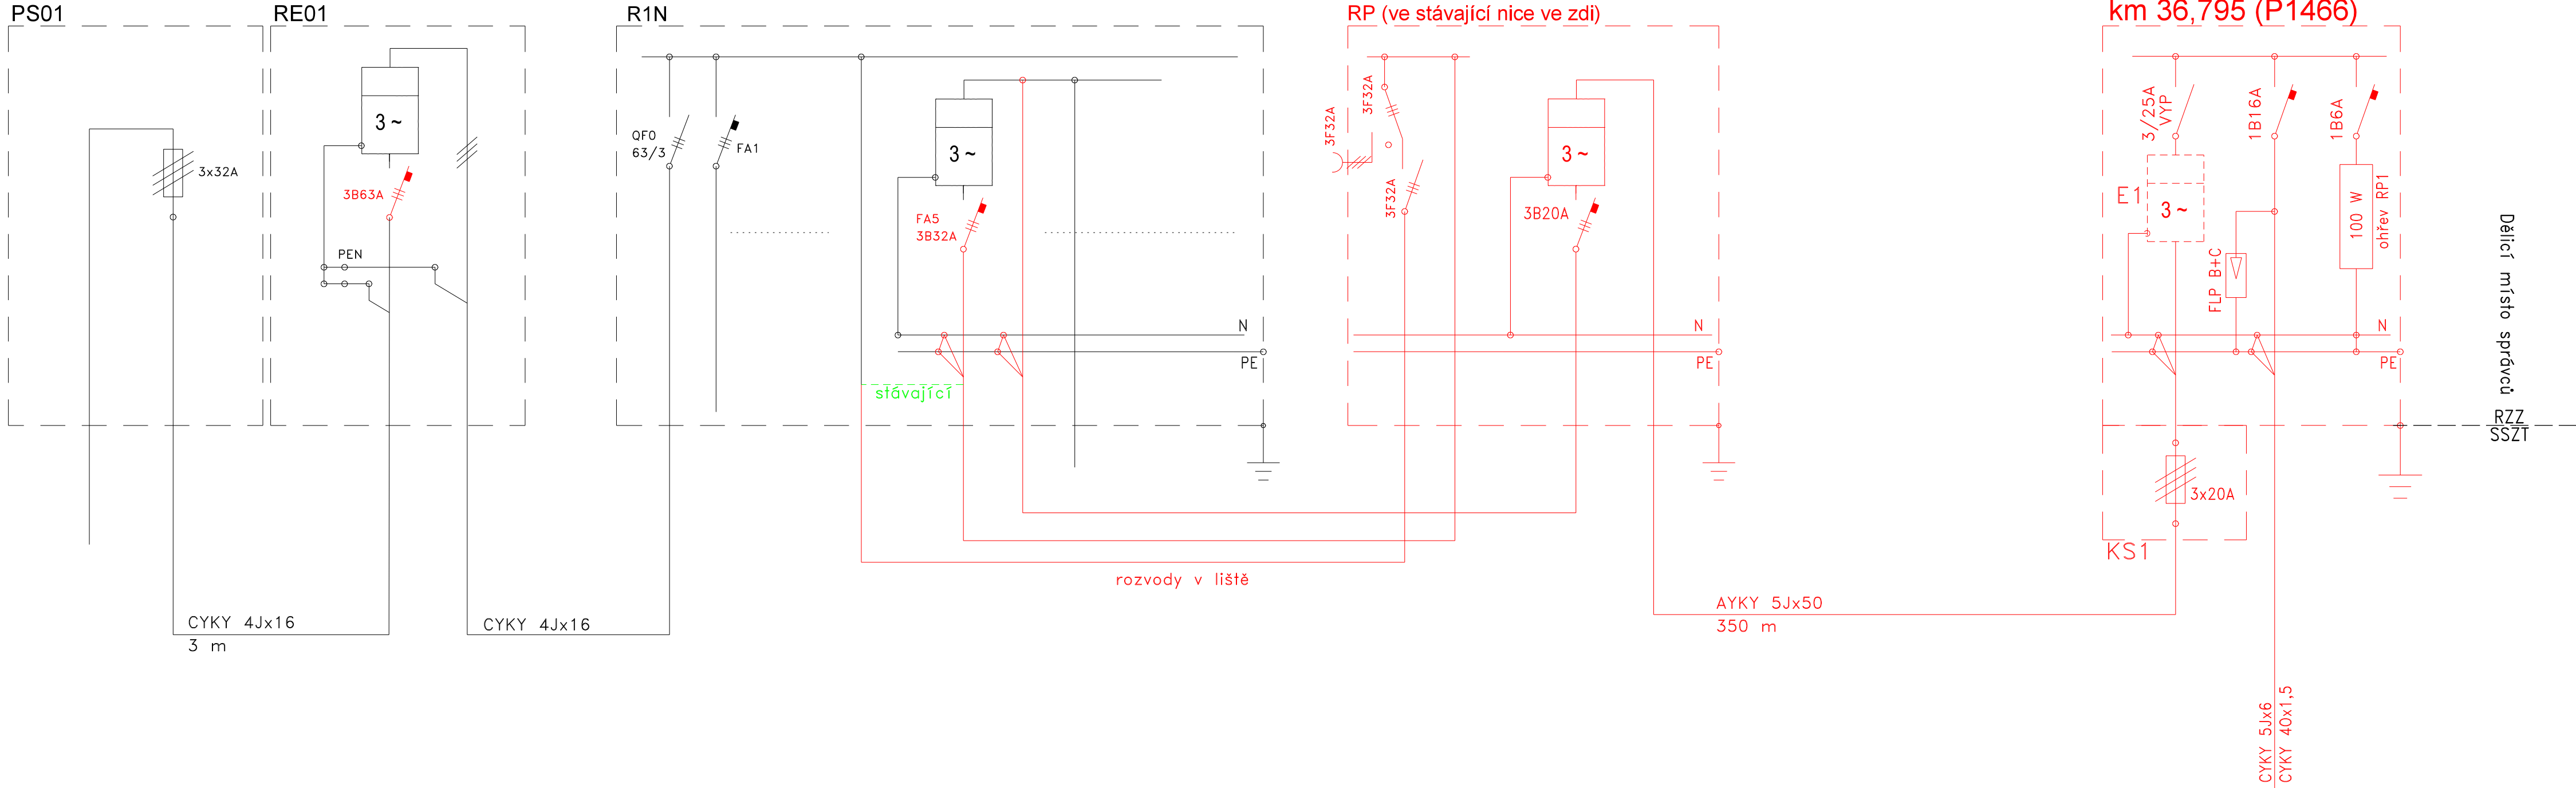 PS01
3x32A
CYKY 4Jx16
3 m
RE01
3 ~
3B63A
PEN
CYKY 4Jx16
R1N
QF0
63/3
FA1
3 ~
FA5
3B32A
N
PE
stávající
rozvody v liště
RP (ve stávající nice ve zdi)
3F32A
3F32A
3F32A
3 ~
3B20A
N
PE
AYKY 5Jx50
350 m
km 36,795 (P1466)
3/25A
VYP
1B16A
1B6A
E1
3 ~
FLP B+C
100 W
ohřev RP1
N
PE
3x20A
KS1
CYKY 5Jx6
CYKY 4Ox1,5
Dělící místo správců
RZZ
SSZT